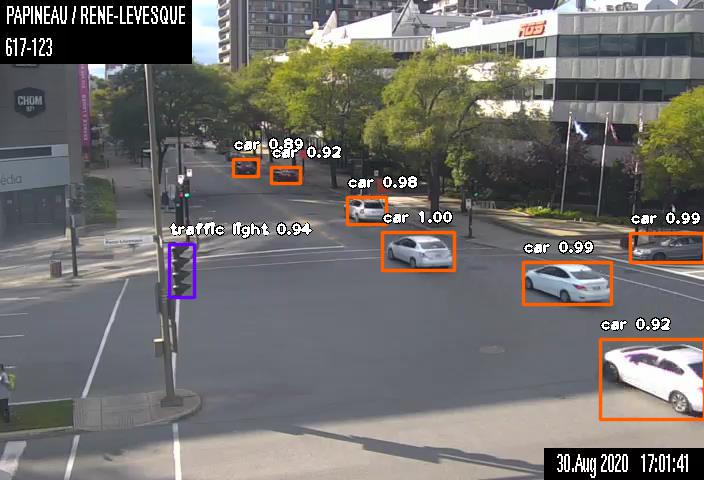 PAPINEAU / RENE-LEVESQUE
617-123
CHOM
car 0.89
car 0.92
car 0.98
traffic light 0.94
car 1.00
car 0.99
car 0.99
car 0.92
30.Aug 2020 17:01:41